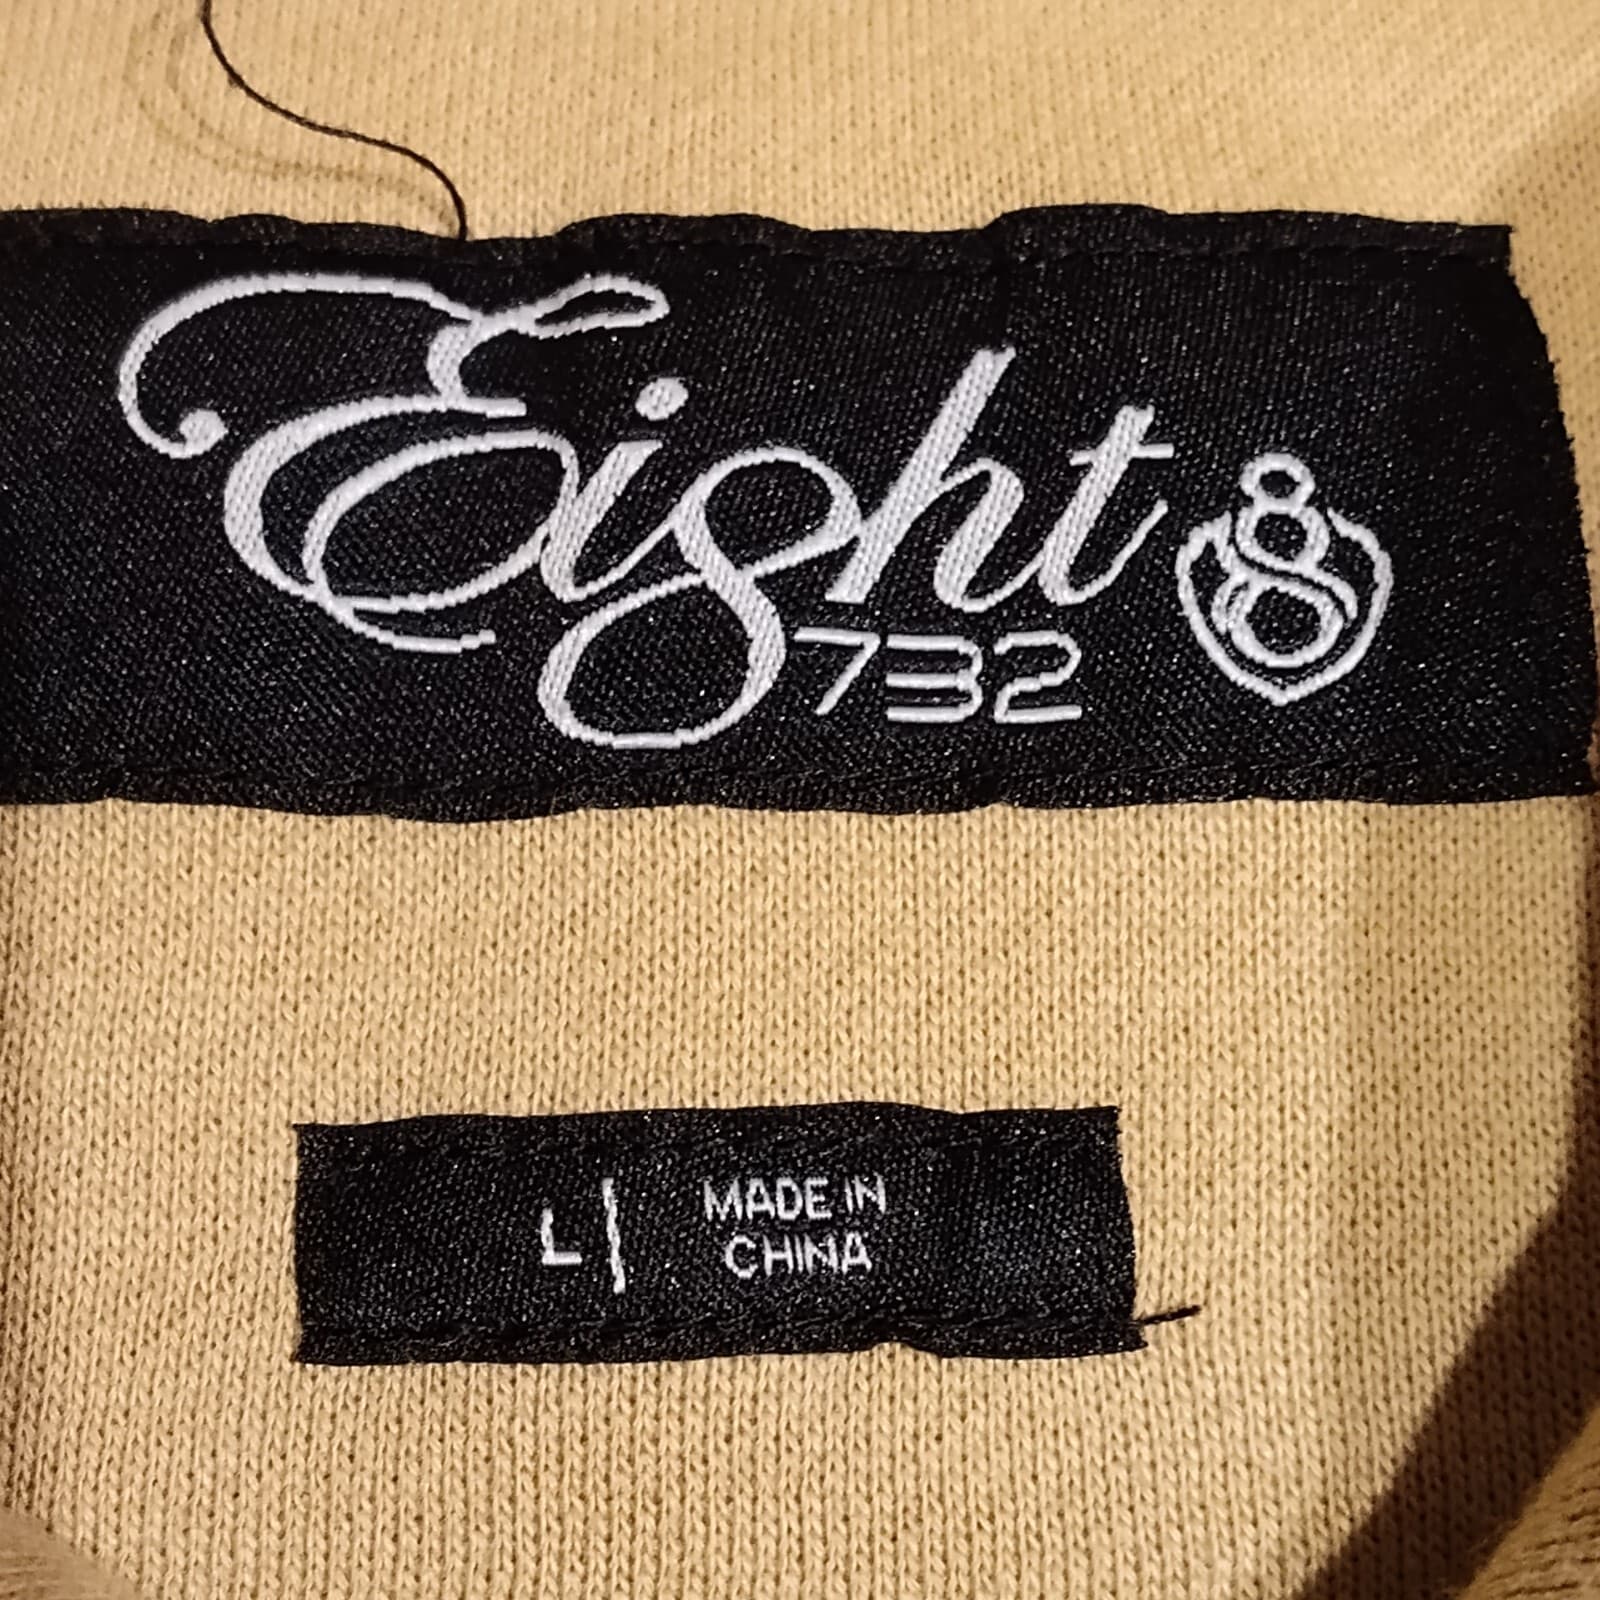 Eight
732
8
L| MADE IN
CHINA